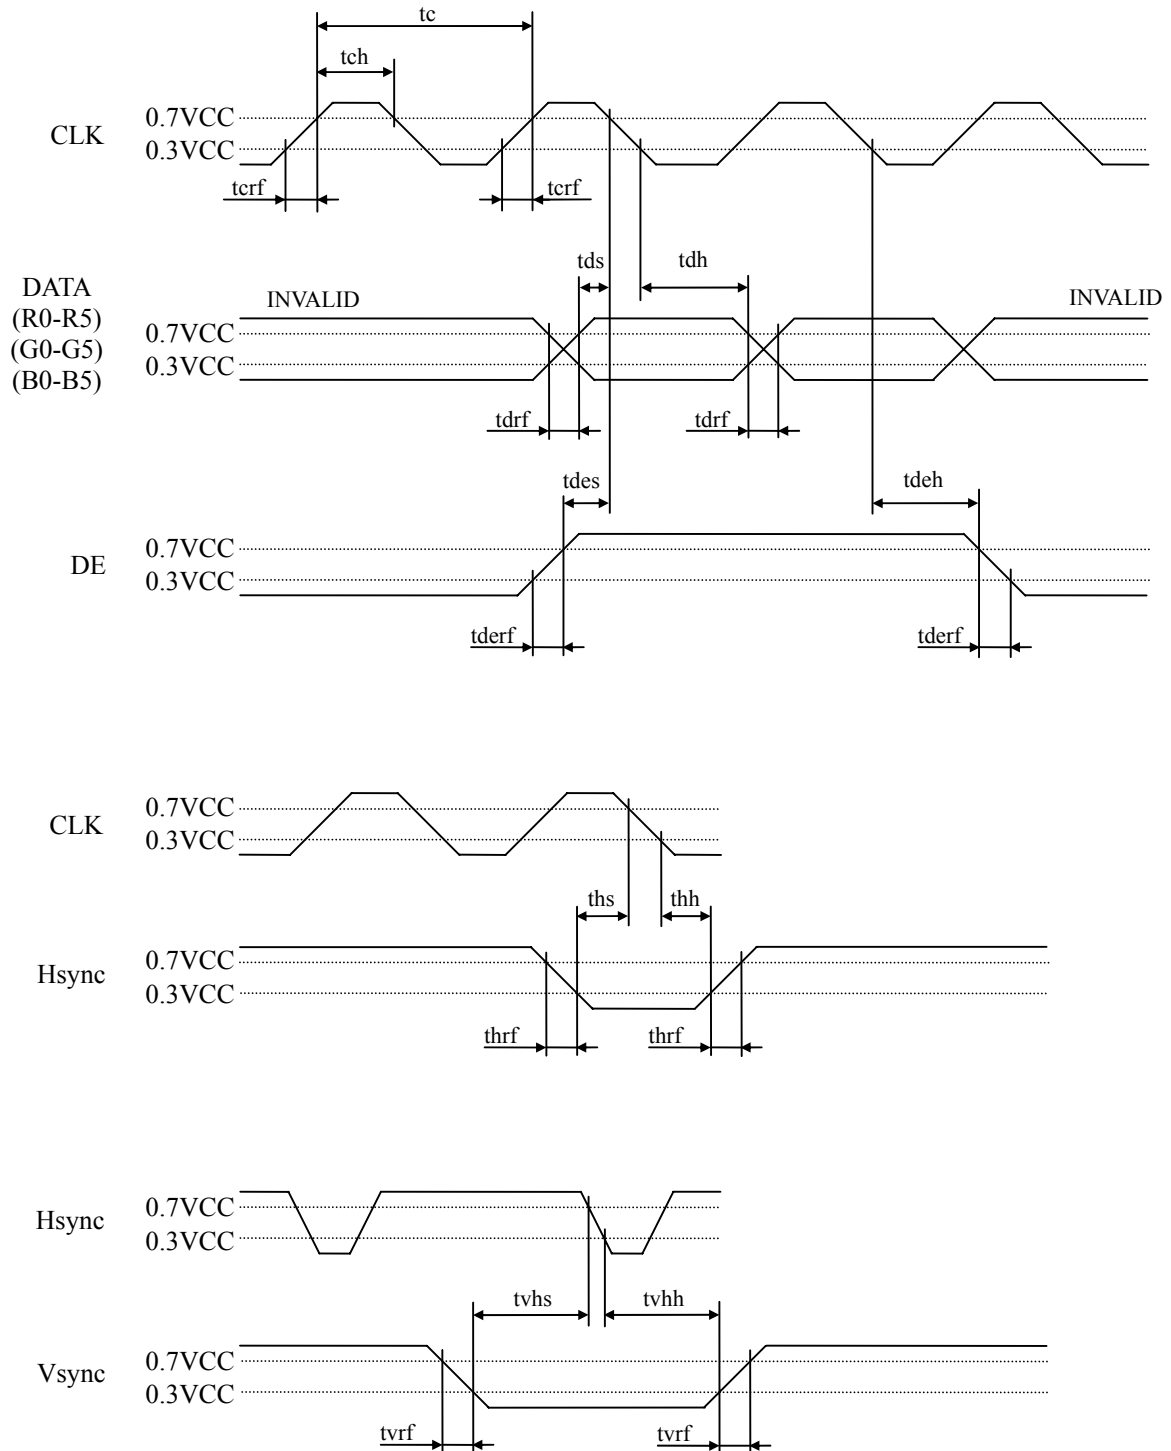 tc
tch
0.7VCC
CLK
0.3VCC
tcrf
tcrf
tds
tdh
DATA
(R0-R5)
(G0-G5)
(B0-B5)
INVALID
INVALID
0.7VCC
0.3VCC
tdrf
tdrf
tdes
tdeh
0.7VCC
DE
0.3VCC
tderf
tderf
0.7VCC
CLK
0.3VCC
ths
thh
0.7VCC
Hsync
0.3VCC
thrf
thrf
0.7VCC
Hsync
0.3VCC
tvhs
tvhh
0.7VCC
Vsync
0.3VCC
tvrf
tvrf